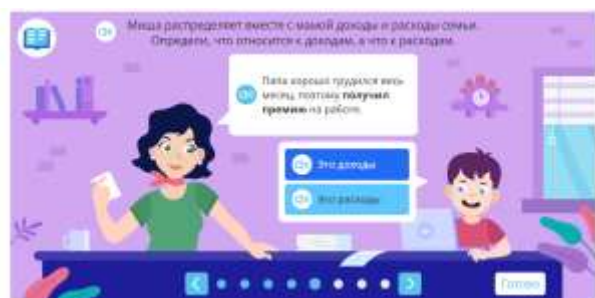 Миша распределяет вместе с мамой доходы и расходы семьи.
Определи, что относится к доходам, а что к расходам.
Папа хорошо трудился весь
месяц, поэтому получил
премию на работе.
Это доходы
Это расходы
Готово